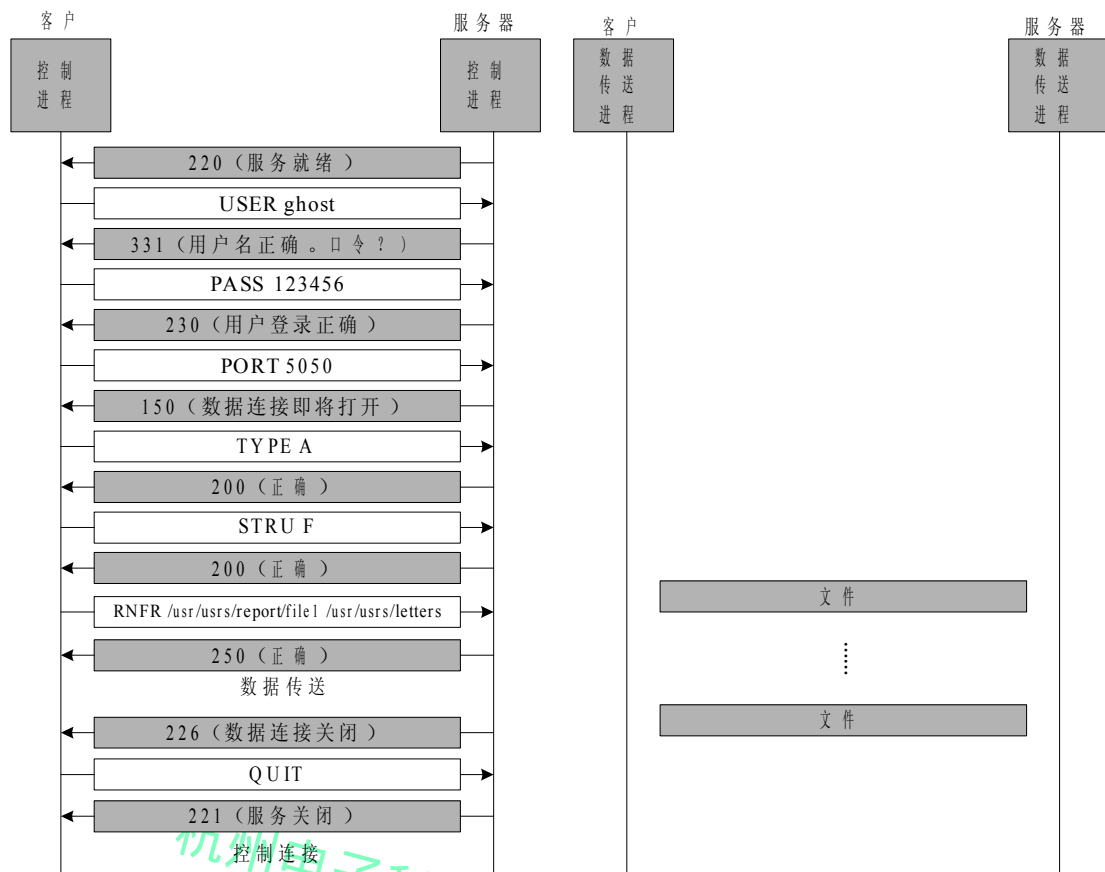 客户
服务器
控制
进程
控制
进程
220（服务就绪）
USER ghost
331（用户名正确。口令？）
PASS 123456
230（用户登录正确）
PORT 5050
150（数据连接即将打开）
TYPE A
200（正确）
STRU F
200（正确）
RNFR /usr/usrs/report/file1 /usr/usrs/letters
250（正确）
数据传送
226（数据连接关闭）
QUIT
221（服务关闭）
控制连接
客户
服务器
数据
传送
进程
数据
传送
进程
文件
文件
杭州电子